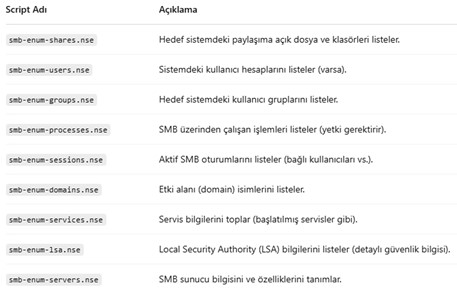 Script Adı Açıklama
smb-enum-shares.nse Hedef sistemdeki paylaşıma açık dosya ve klasörleri listeler.
smb-enum-users.nse Sistemdeki kullanıcı hesaplarını listeler (varsa).
smb-enum-groups.nse Hedef sistemdeki kullanıcı gruplarını listeler.
smb-enum-processes.nse SMB üzerinden çalışan işlemleri listeler (yetki gerektirir).
smb-enum-sessions.nse Aktif SMB oturumlarını listeler (bağlı kullanıcıları vs.).
smb-enum-domains.nse Etki alanı (domain) isimlerini listeler.
smb-enum-services.nse Servis bilgilerini toplar (başlatılmış servisler gibi).
smb-enum-lsa.nse Local Security Authority (LSA) bilgilerini listeler (detaylı güvenlik bilgisi).
smb-enum-servers.nse SMB sunucu bilgisini ve özelliklerini tanımlar.